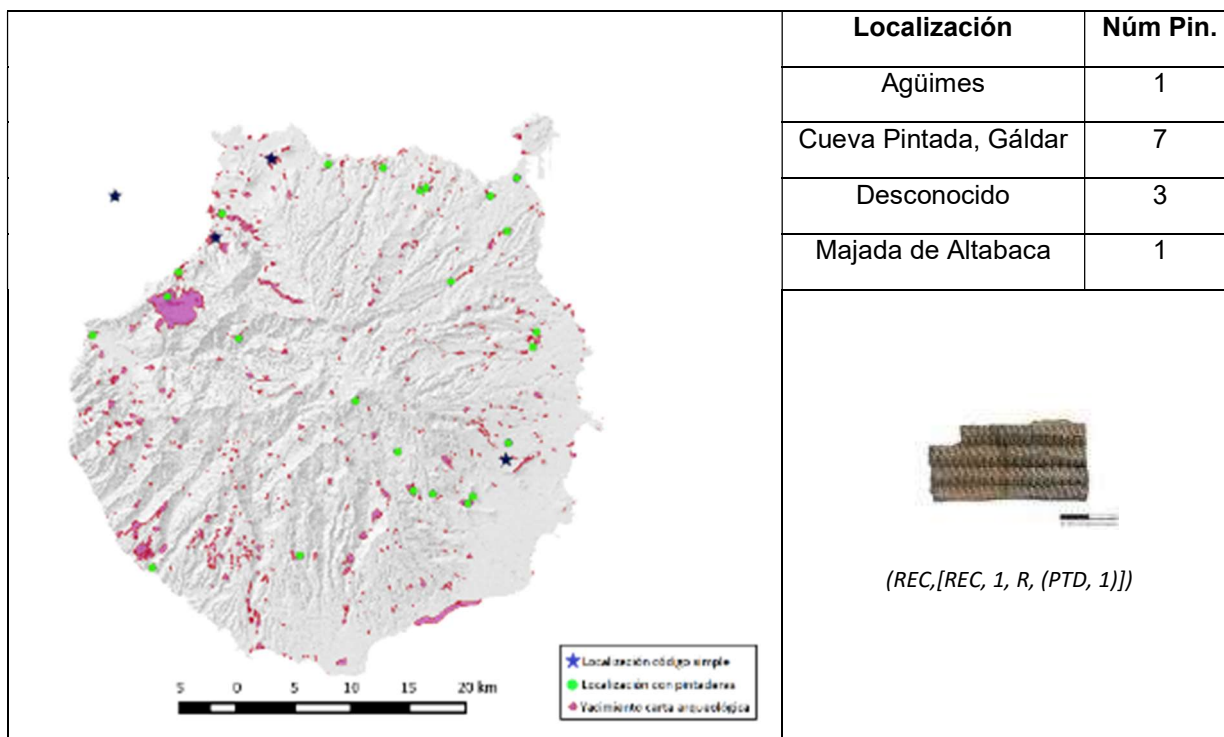 Localización Núm Pin.
Agüimes 1
Cueva Pintada, Gáldar 7
Desconocido 3
Majada de Altabaca 1
(REC,[REC, 1, R, (PTD, 1)])
Localización código simple
Localización con pintaderas
Yacimiento carta arqueológica
5 0 5 10 15 20 km